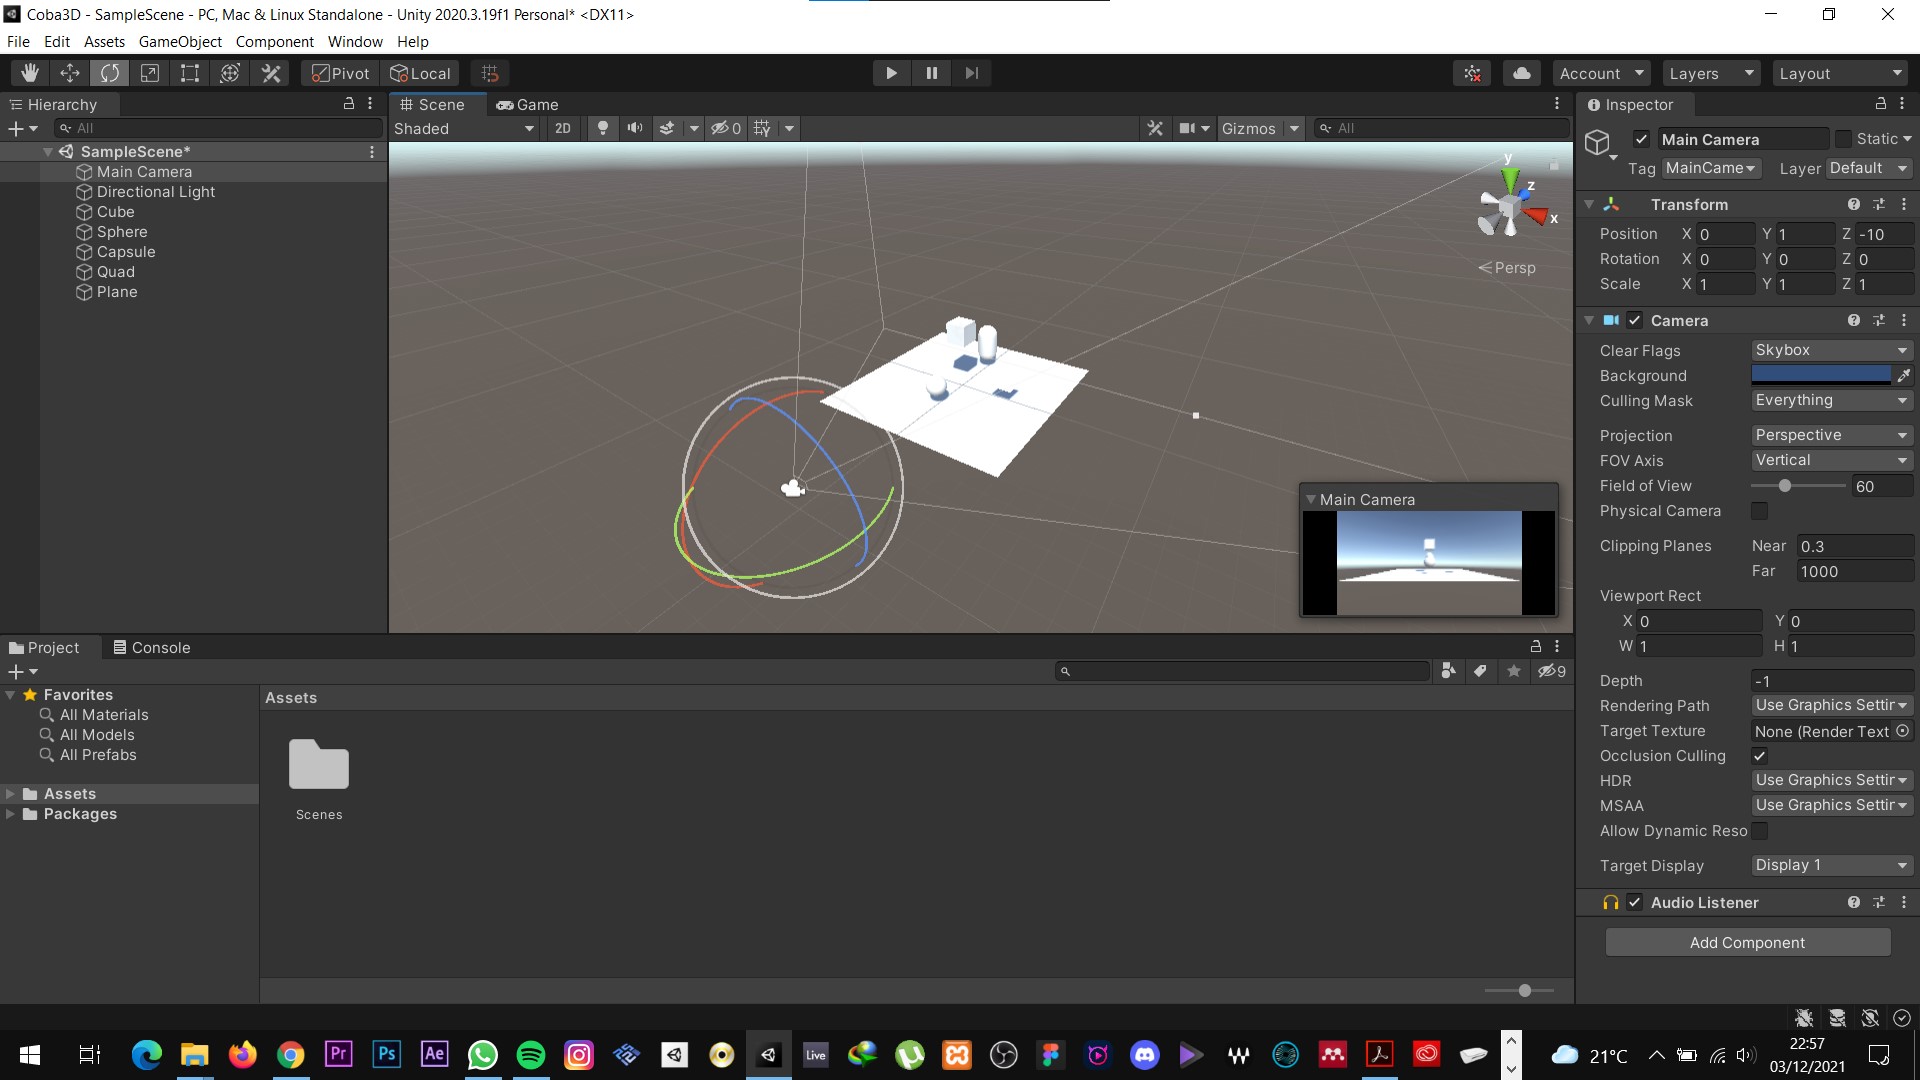 Coba3D - SampleScene - PC, Mac & Linux Standalone - Unity 2020.3.19f1 Personal* <DX11>
File Edit Assets GameObject Component Window Help
Pivot Local Account Layers Layout
Hierarchy
All
SampleScene*
Main Camera
Directional Light
Cube
Sphere
Capsule
Quad
Plane
Scene Game
Shaded 2D 0 Gizmos All
y
z
x
Persp
Main Camera
Inspector
Main Camera Static
Tag MainCame Layer Default
Transform
Position X 0 Y 1 Z -10
Rotation X 0 Y 0 Z 0
Scale X 1 Y 1 Z 1
Camera
Clear Flags Skybox
Background
Culling Mask Everything
Projection Perspective
FOV Axis Vertical
Field of View 60
Physical Camera
Clipping Planes Near 0.3
Far 1000
Viewport Rect
X 0 Y 0
W 1 H 1
Depth -1
Rendering Path Use Graphics Settir
Target Texture None (Render Text
Occlusion Culling
HDR Use Graphics Settir
MSAA Use Graphics Settir
Allow Dynamic Reso
Target Display Display 1
Audio Listener
Add Component
Project Console
9
Favorites
All Materials
All Models
All Prefabs
Assets
Packages
Assets
Scenes
Pr Ps Ae Live
21°C
22:57
03/12/2021